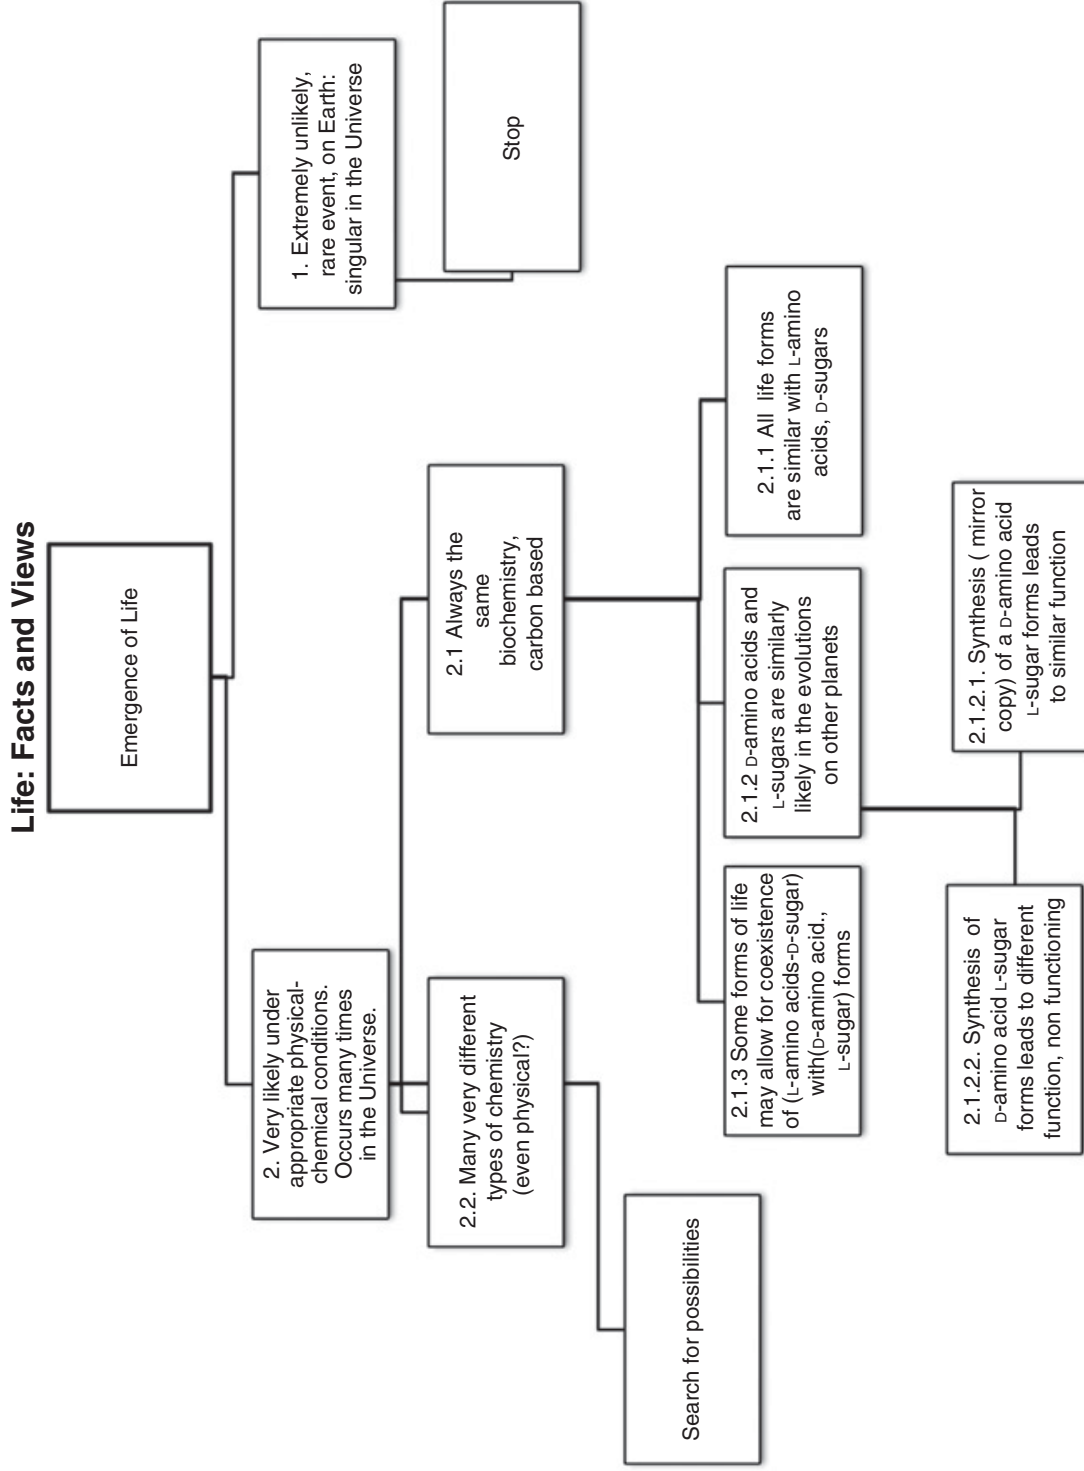 Life: Facts and Views
Emergence of Life
2. Very likely under
appropriate physical-
chemical conditions.
Occurs many times
in the Universe.
1. Extremely unlikely,
rare event, on Earth:
singular in the Universe
2.2. Many very different
types of chemistry
(even physical?)
2.1 Always the
same
biochemistry,
carbon based
Stop
Search for possibilities
2.1.3 Some forms of life
may allow for coexistence
of (L-amino acids-D-sugar)
with(D-amino acid.,
L-sugar) forms
2.1.2 D-amino acids and
L-sugars are similarly
likely in the evolutions
on other planets
2.1.1 All life forms
are similar with L-amino
acids, D-sugars
2.1.2.2. Synthesis of
D-amino acid L-sugar
forms leads to different
function, non functioning
2.1.2.1. Synthesis ( mirror
copy) of a D-amino acid
L-sugar forms leads
to similar function